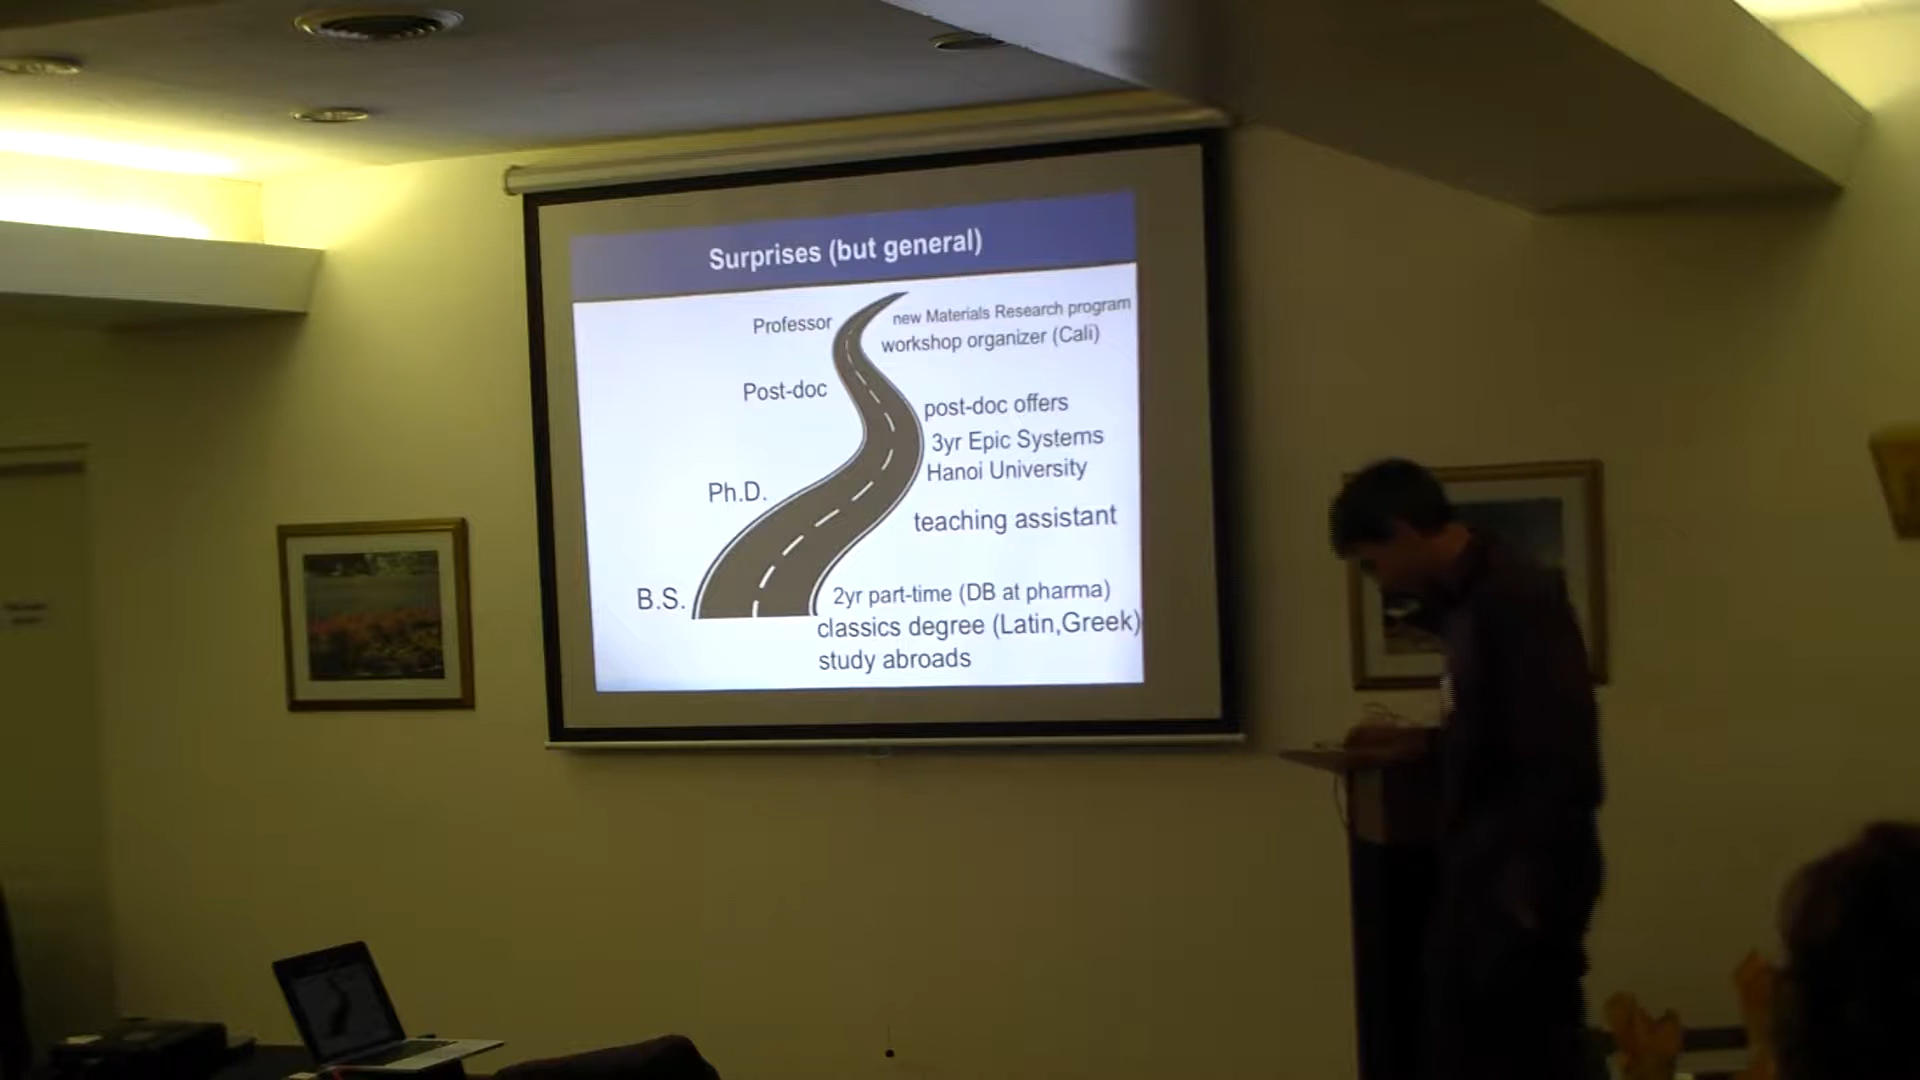 Surprises (but general)
Professor
new Materials Research program
workshop organizer (Cali)
Post-doc
post-doc offers
3yr Epic Systems
Hanoi University
Ph.D.
teaching assistant
B.S.
2yr part-time (DB at pharma)
classics degree (Latin,Greek)
study abroads